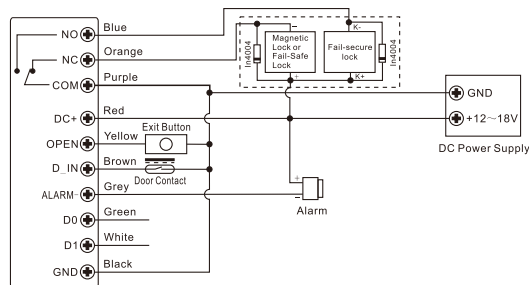 NO Blue
NC Orange
COM Purple
DC+ Red
OPEN Yellow Exit Button
D_IN Brown
Door Contact
ALARM- Grey
D0 Green
D1 White
GND Black
In4004
−
Magnetic
Lock or
Fail-Safe
Lock
+
K-
Fail-secure
lock
K+
In4004
GND
+12～18V
DC Power Supply
+
−
Alarm